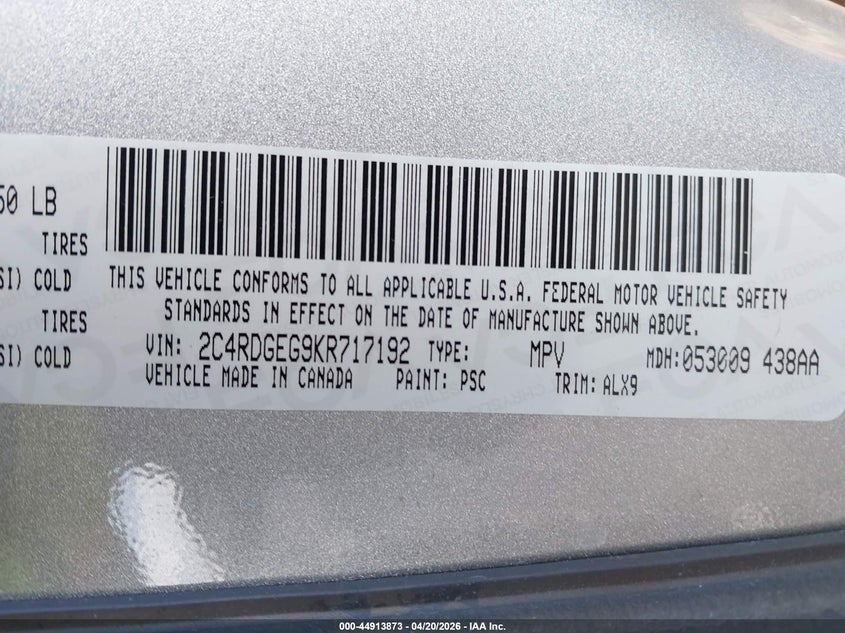 50 LB
TIRES
SI) COLD
TIRES
SI) COLD
THIS VEHICLE CONFORMS TO ALL APPLICABLE U.S.A. FEDERAL MOTOR VEHICLE SAFETY
STANDARDS IN EFFECT ON THE DATE OF MANUFACTURE SHOWN ABOVE.
VIN: 2C4RDGEG9KR717192 TYPE: MPV MDH:053009 438AA
VEHICLE MADE IN CANADA PAINT: PSC TRIM: ALX9
000-44913873 | 04/20/2026 | IAA Inc.